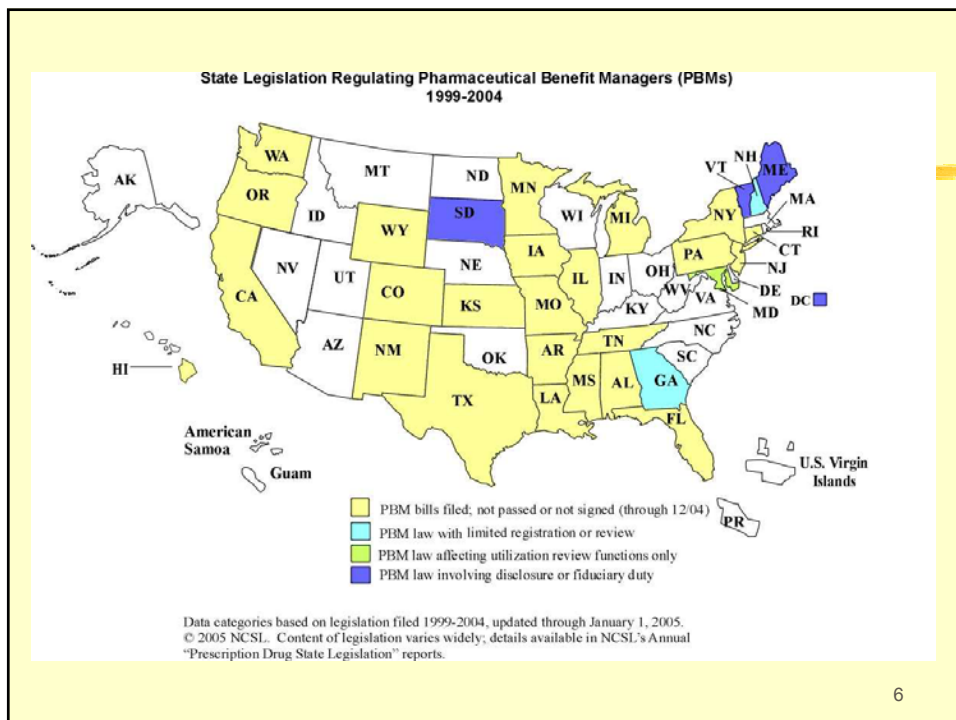 State Legislation Regulating Pharmaceutical Benefit Managers (PBMs)
1999-2004
WA
MT
ND
MN
VT
NH
ME
AK
OR
ID
SD
WI
MI
NY
MA
WY
RI
CT
NV
UT
NE
IA
IL
IN
OH
PA
NJ
CA
CO
KS
MO
WV
VA
DE
KY
MD
DC
AZ
NM
OK
AR
TN
NC
SC
HI
TX
LA
MS
AL
GA
FL
American
Samoa
Guam
U.S. Virgin
Islands
PR
PBM bills filed; not passed or not signed (through 12/04)
PBM law with limited registration or review
PBM law affecting utilization review functions only
PBM law involving disclosure or fiduciary duty
Data categories based on legislation filed 1999-2004, updated through January 1, 2005.
© 2005 NCSL. Content of legislation varies widely; details available in NCSL's Annual
“Prescription Drug State Legislation” reports.
6